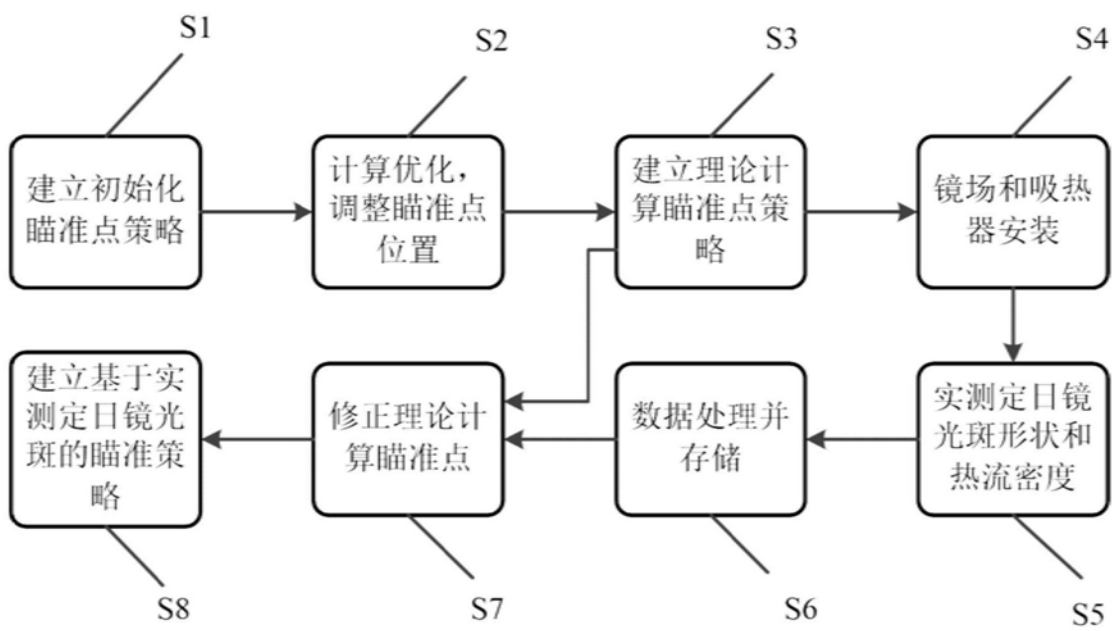 S1
S2
S3
S4
建立初始化
瞄准点策略
计算优化，
调整瞄准点
位置
建立理论计
算瞄准点策
略
镜场和吸热
器安装
建立基于实
测定日镜光
斑的瞄准策
略
修正理论计
算瞄准点
数据处理并
存储
实测定日镜
光斑形状和
热流密度
S8
S7
S6
S5